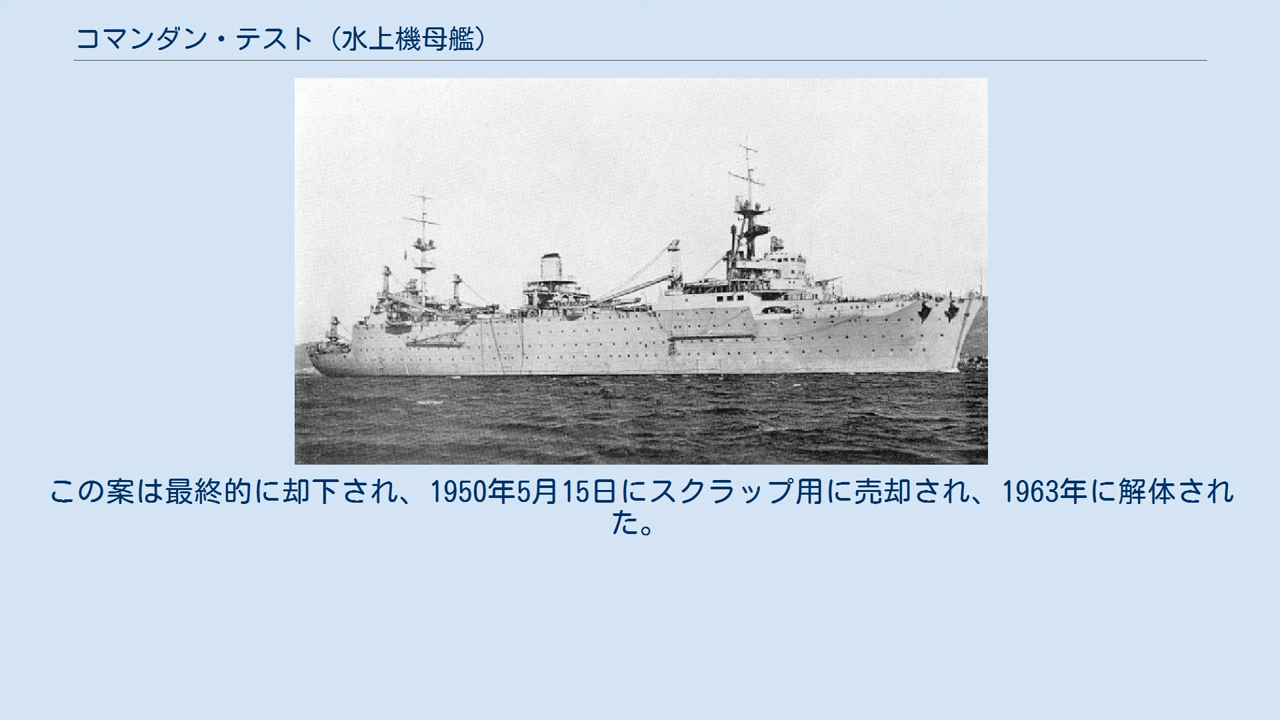 コマンダン・テスト（水上機母艦）
この案は最終的に却下され、1950年5月15日にスクラップ用に売却され、1963年に解体され
た。